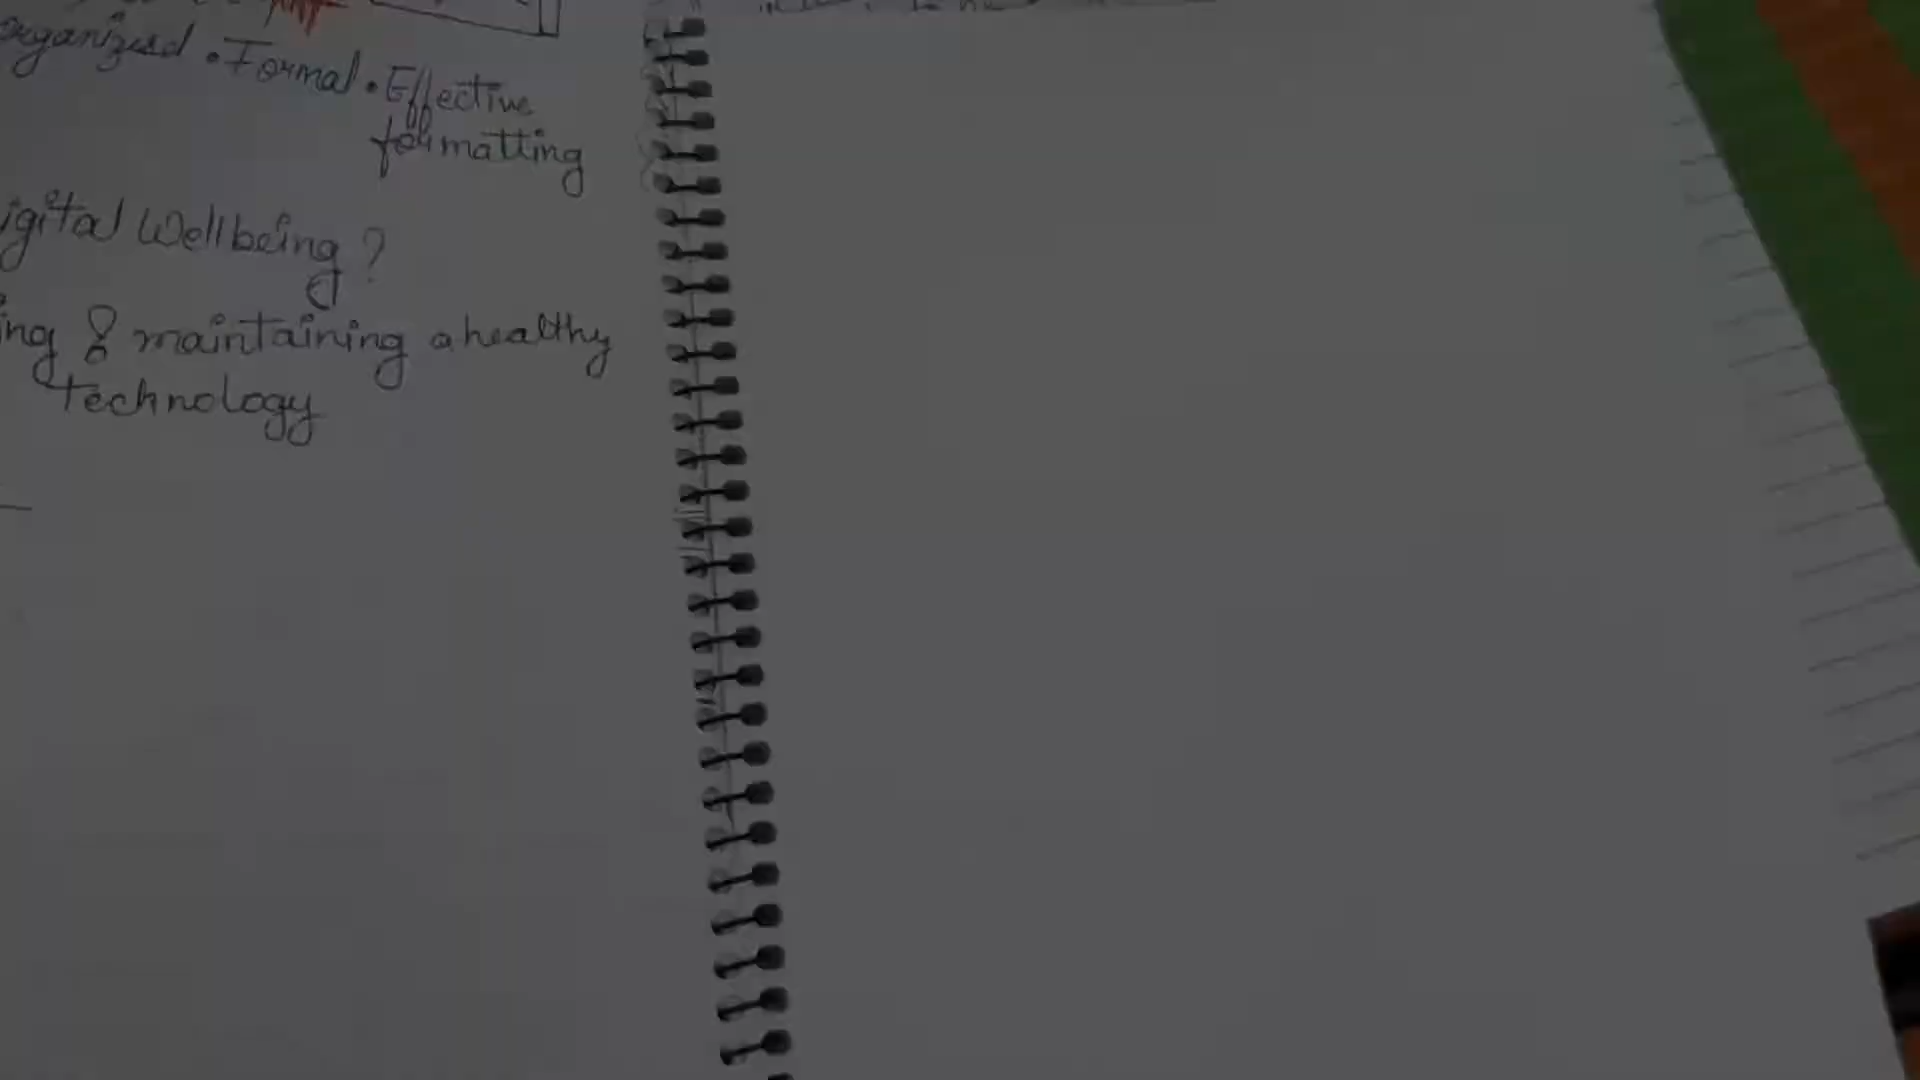 organized • Formal • Effective
formatting
igital Wellbeing?
ing & maintaining a healthy
technology